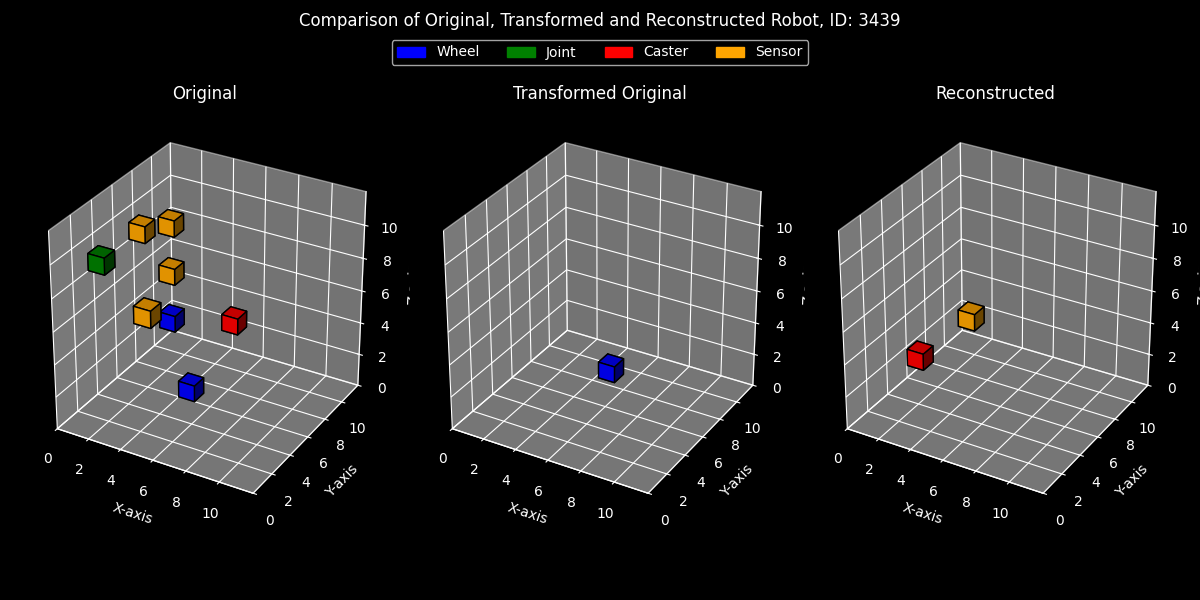 Comparison of Original, Transformed and Reconstructed Robot, ID: 3439
Wheel Joint Caster Sensor
Original
Transformed Original
Reconstructed
0 2 4 6 8 10
X-axis
0 2 4 6 8 10
Y-axis
0 2 4 6 8 10
0 2 4 6 8 10
X-axis
0 2 4 6 8 10
Y-axis
0 2 4 6 8 10
0 2 4 6 8 10
X-axis
0 2 4 6 8 10
Y-axis
0 2 4 6 8 10